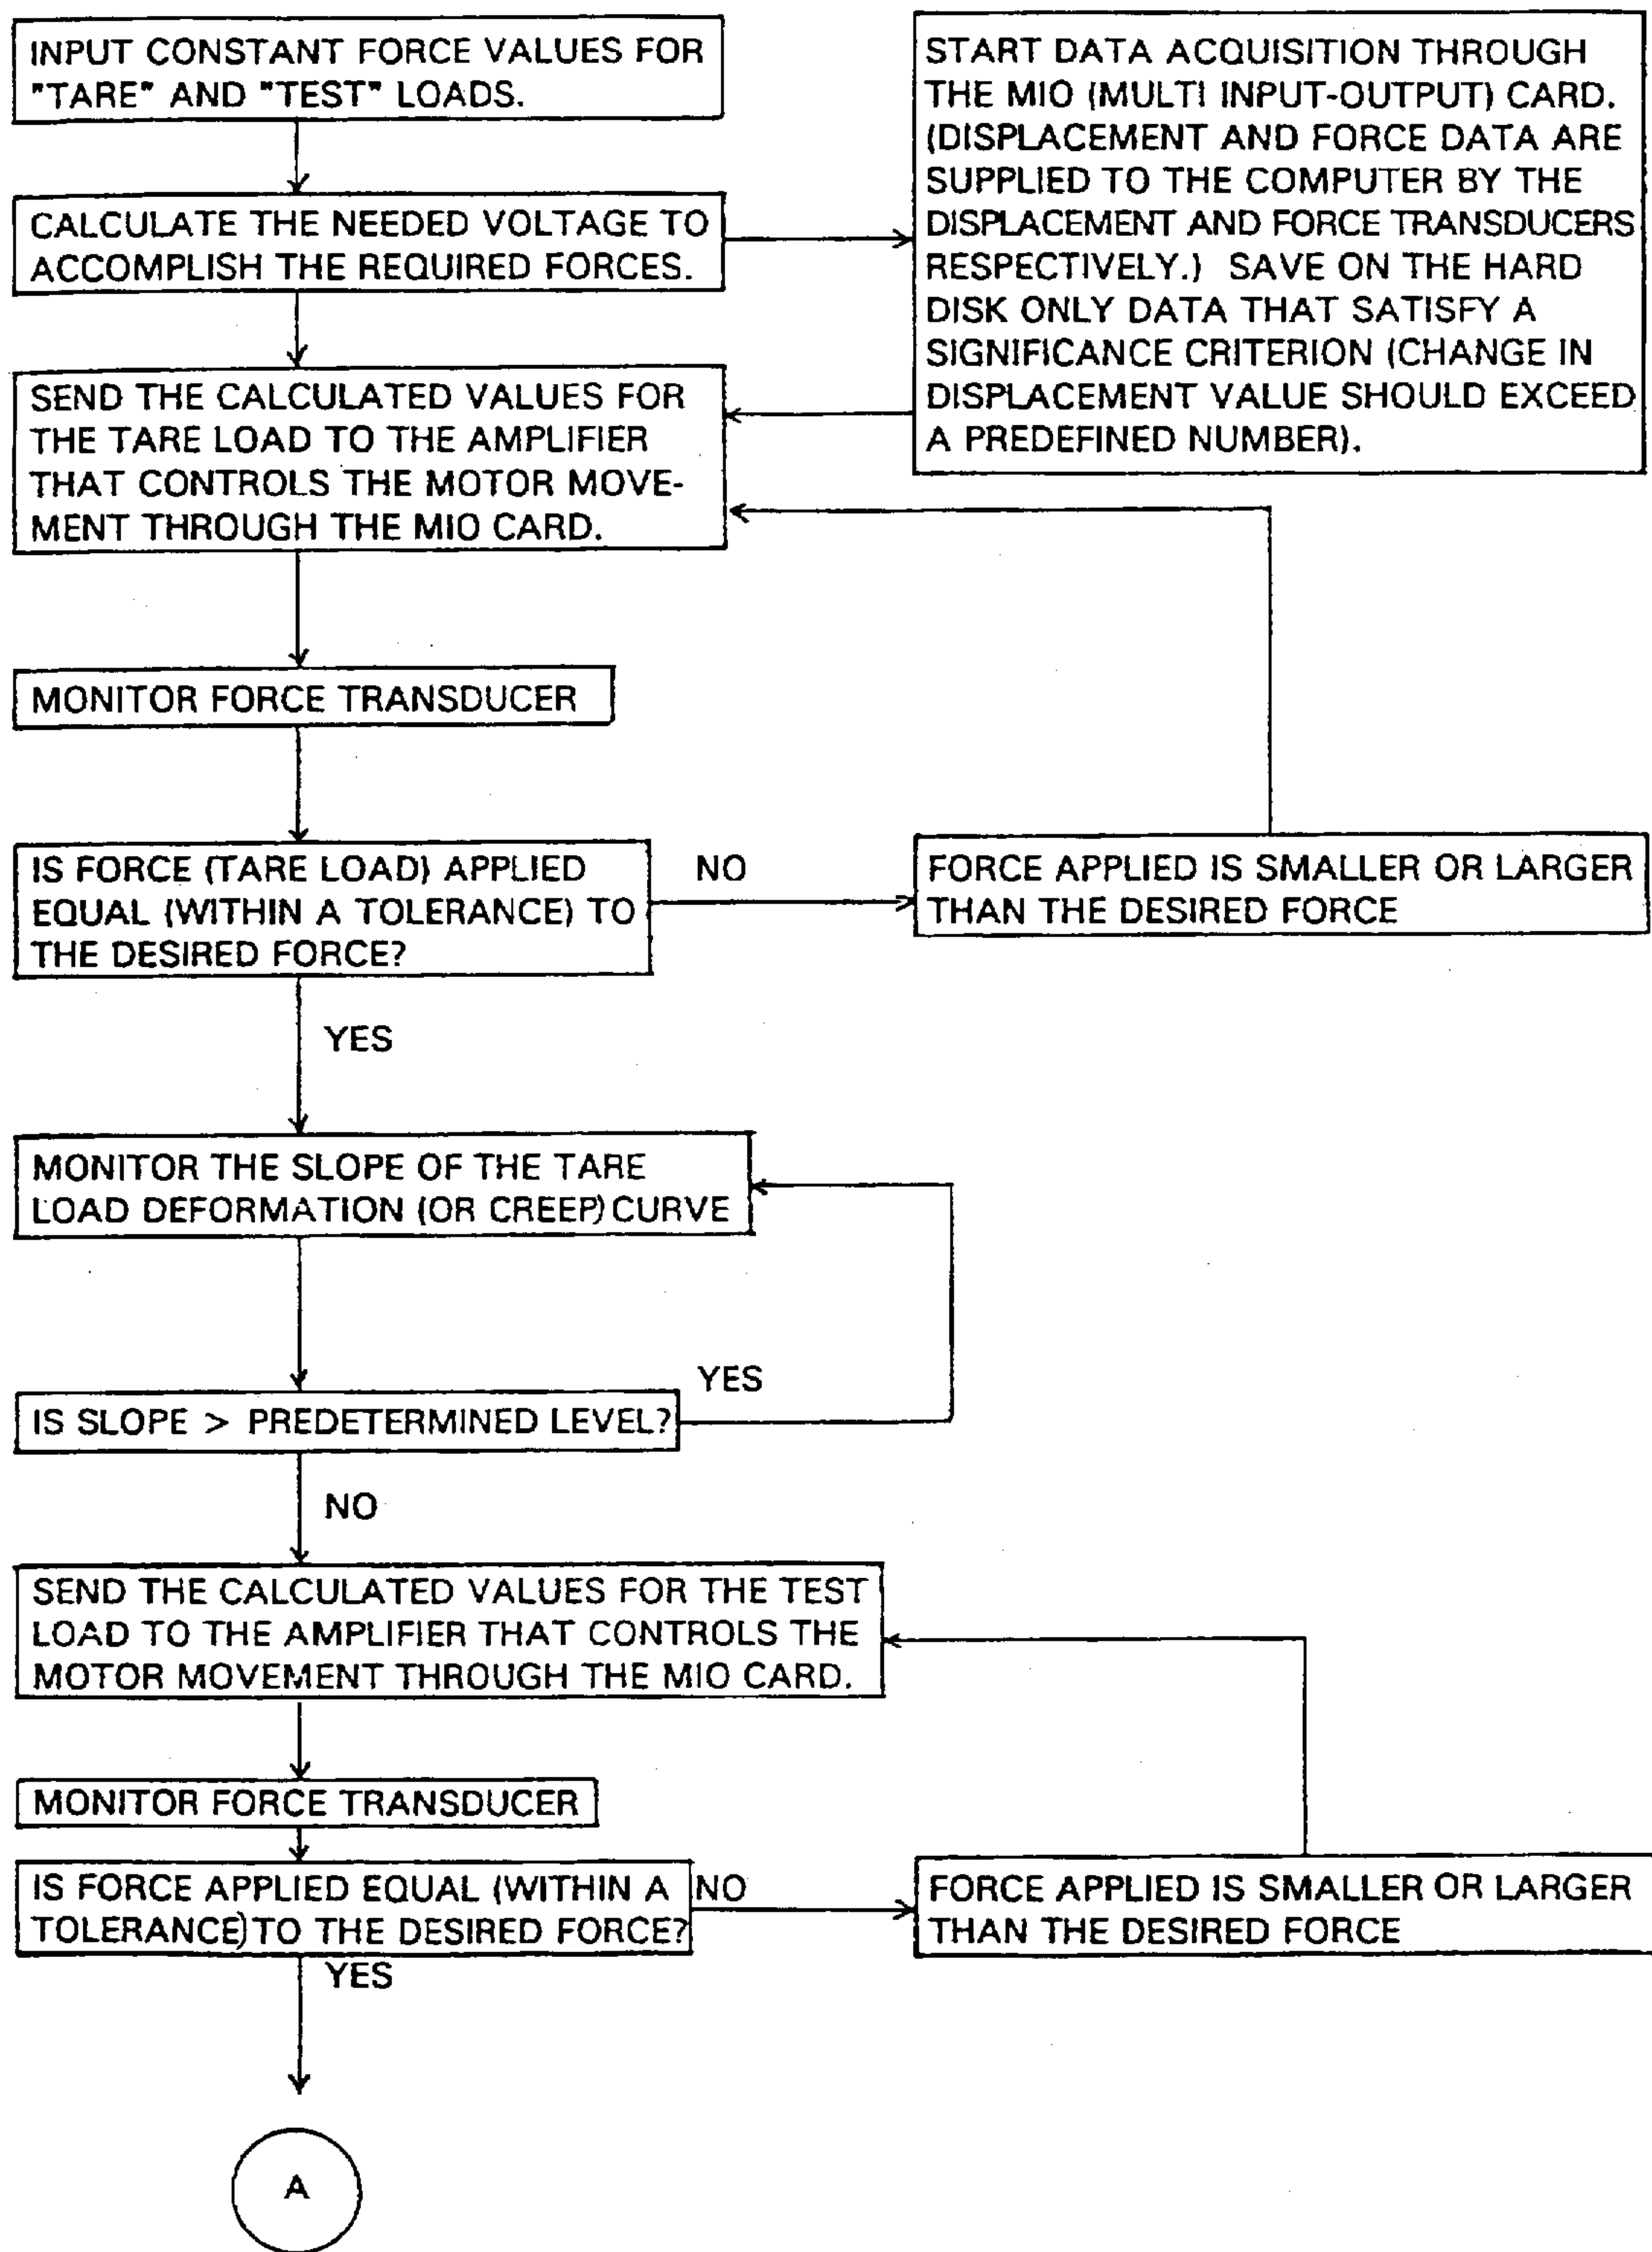 INPUT CONSTANT FORCE VALUES FOR
"TARE" AND "TEST" LOADS.
START DATA ACQUISITION THROUGH
THE MIO (MULTI INPUT-OUTPUT) CARD.
(DISPLACEMENT AND FORCE DATA ARE
SUPPLIED TO THE COMPUTER BY THE
DISPLACEMENT AND FORCE TRANSDUCERS
RESPECTIVELY.) SAVE ON THE HARD
DISK ONLY DATA THAT SATISFY A
SIGNIFICANCE CRITERION (CHANGE IN
DISPLACEMENT VALUE SHOULD EXCEED
A PREDEFINED NUMBER).
CALCULATE THE NEEDED VOLTAGE TO
ACCOMPLISH THE REQUIRED FORCES.
SEND THE CALCULATED VALUES FOR
THE TARE LOAD TO THE AMPLIFIER
THAT CONTROLS THE MOTOR MOVE-
MENT THROUGH THE MIO CARD.
MONITOR FORCE TRANSDUCER
IS FORCE (TARE LOAD) APPLIED
EQUAL (WITHIN A TOLERANCE) TO
THE DESIRED FORCE?
NO
FORCE APPLIED IS SMALLER OR LARGER
THAN THE DESIRED FORCE
YES
MONITOR THE SLOPE OF THE TARE
LOAD DEFORMATION (OR CREEP) CURVE
YES
IS SLOPE > PREDETERMINED LEVEL?
NO
SEND THE CALCULATED VALUES FOR THE TEST
LOAD TO THE AMPLIFIER THAT CONTROLS THE
MOTOR MOVEMENT THROUGH THE MIO CARD.
MONITOR FORCE TRANSDUCER
IS FORCE APPLIED EQUAL (WITHIN A
TOLERANCE) TO THE DESIRED FORCE?
NO
FORCE APPLIED IS SMALLER OR LARGER
THAN THE DESIRED FORCE
YES
A